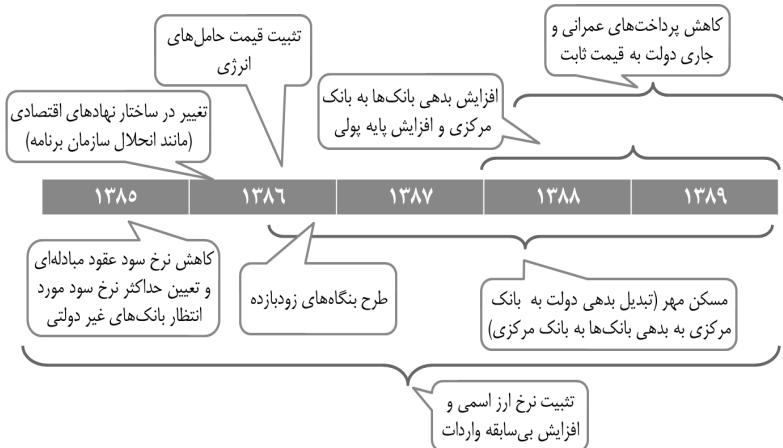 کاهش پرداخت‌های عمرانی و
جاری دولت به قیمت ثابت
تثبیت قیمت حامل‌های
انرژی
افزایش بدهی بانک‌ها به بانک
مرکزی و افزایش پایه پولی
تغییر در ساختار نهادهای اقتصادی
(مانند انحلال سازمان برنامه)
۱۳۸۵
۱۳۸۶
۱۳۸۷
۱۳۸۸
۱۳۸۹
کاهش نرخ سود عقود مبادله‌ای
و تعیین حداکثر نرخ سود مورد
انتظار بانک‌های غیر دولتی
طرح بنگاه‌های زودبازده
مسکن مهر (تبدیل بدهی دولت به بانک
مرکزی به بدهی بانک‌ها به بانک مرکزی)
تثبیت نرخ ارز اسمی و
افزایش بی‌سابقه واردات